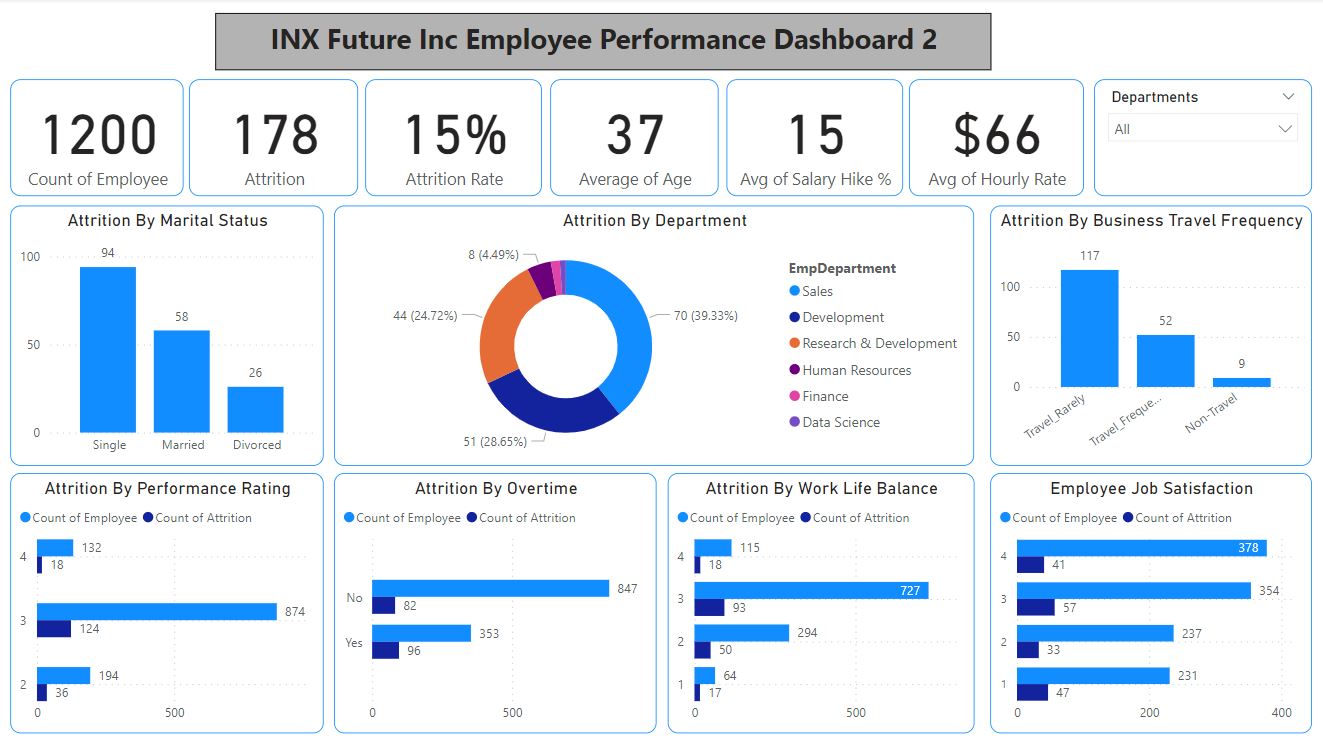 INX Future Inc Employee Performance Dashboard 2
1200
Count of Employee
178
Attrition
15%
Attrition Rate
37
Average of Age
15
Avg of Salary Hike %
$66
Avg of Hourly Rate
Departments
All
Attrition By Marital Status
100
50
0
94
58
26
Single
Married
Divorced
Attrition By Department
8 (4.49%)
44 (24.72%)
70 (39.33%)
51 (28.65%)
EmpDepartment
Sales
Development
Research & Development
Human Resources
Finance
Data Science
Attrition By Business Travel Frequency
100
50
0
117
52
9
Travel_Rarely
Travel_Freque...
Non-Travel
Attrition By Performance Rating
Count of Employee Count of Attrition
4
132
18
3
874
124
2
194
36
0 500
Attrition By Overtime
Count of Employee Count of Attrition
No
847
82
Yes
353
96
0 500
Attrition By Work Life Balance
Count of Employee Count of Attrition
4
115
18
3
727
93
2
294
50
1
64
17
0 500
Employee Job Satisfaction
Count of Employee Count of Attrition
4
378
41
3
354
57
2
237
33
1
231
47
0 200 400